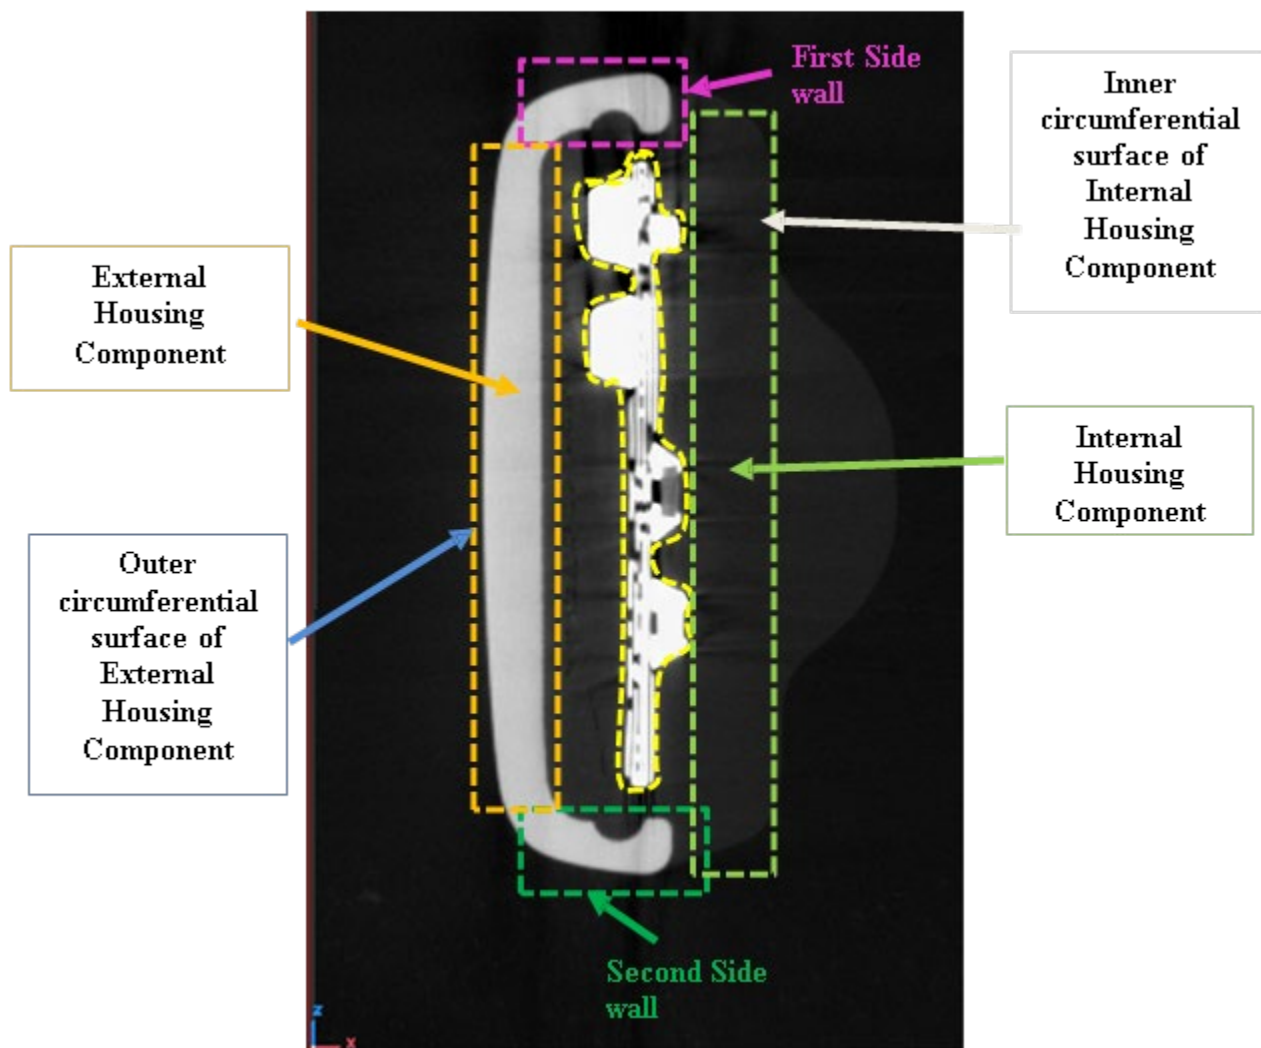 First Side
wall
Inner
circumferential
surface of
Internal
Housing
Component
External
Housing
Component
Internal
Housing
Component
Outer
circumferential
surface of
External
Housing
Component
Second Side
wall
z
x